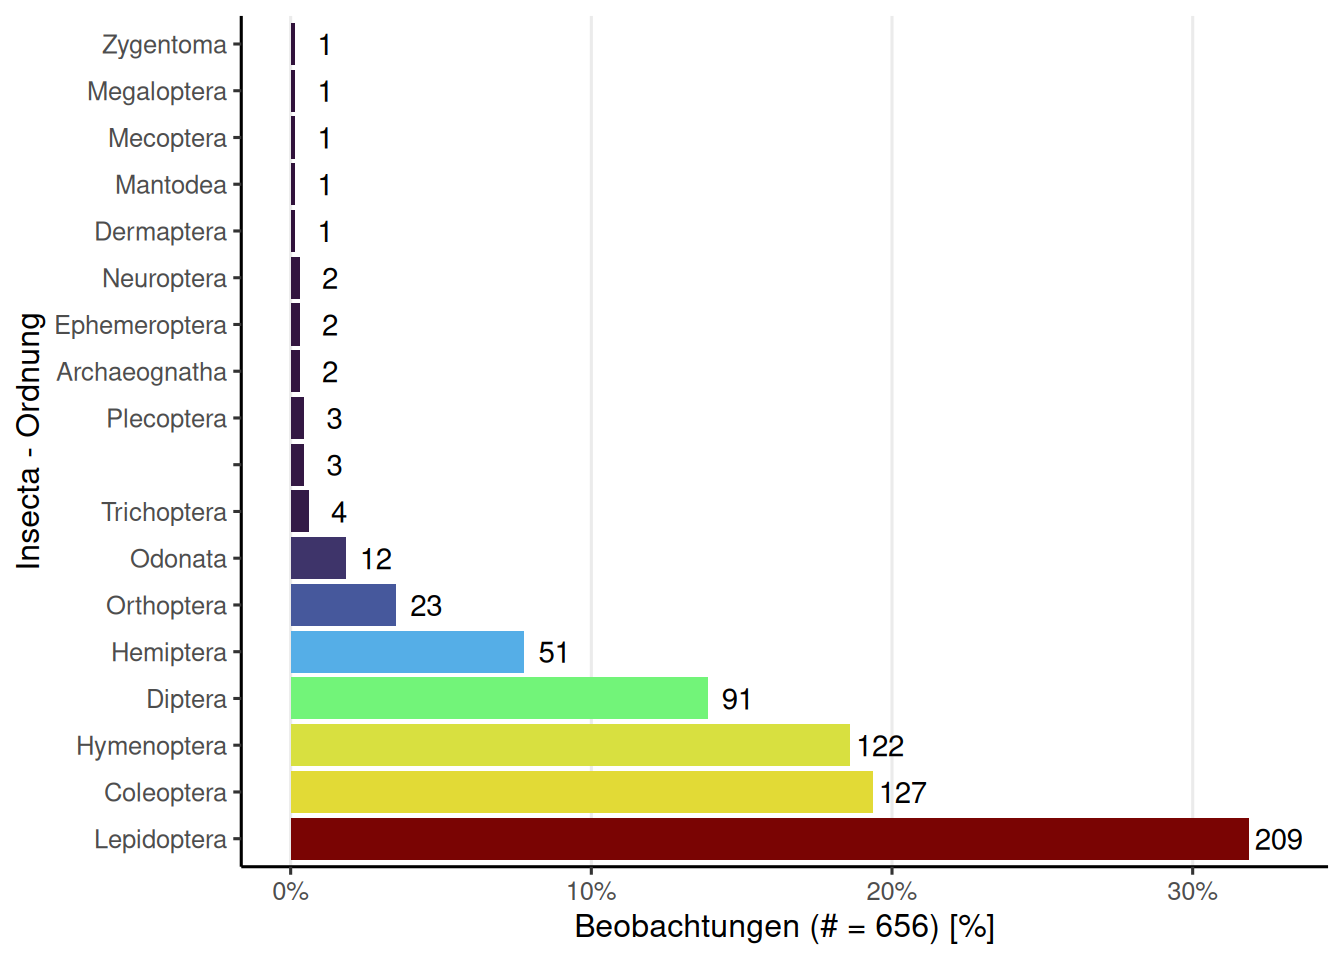 Insecta - Ordnung
Zygentoma 1
Megaloptera 1
Mecoptera 1
Mantodea 1
Dermaptera 1
Neuroptera 2
Ephemeroptera 2
Archaeognatha 2
Plecoptera 3
3
Trichoptera 4
Odonata 12
Orthoptera 23
Hemiptera 51
Diptera 91
Hymenoptera 122
Coleoptera 127
Lepidoptera 209
0% 10% 20% 30%
Beobachtungen (# = 656) [%]